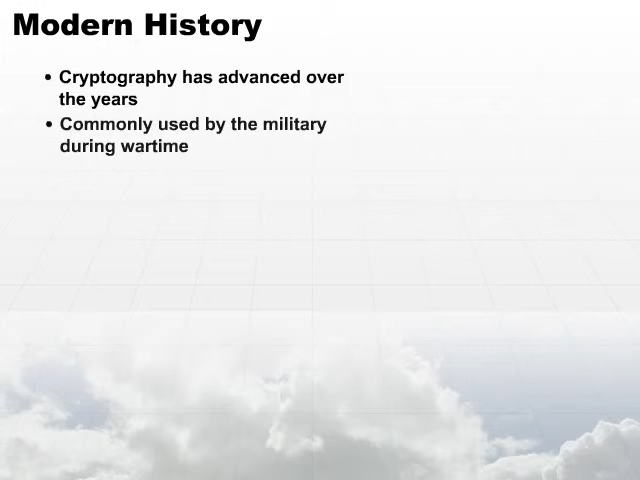 Modern History
• Cryptography has advanced over
the years
• Commonly used by the military
during wartime